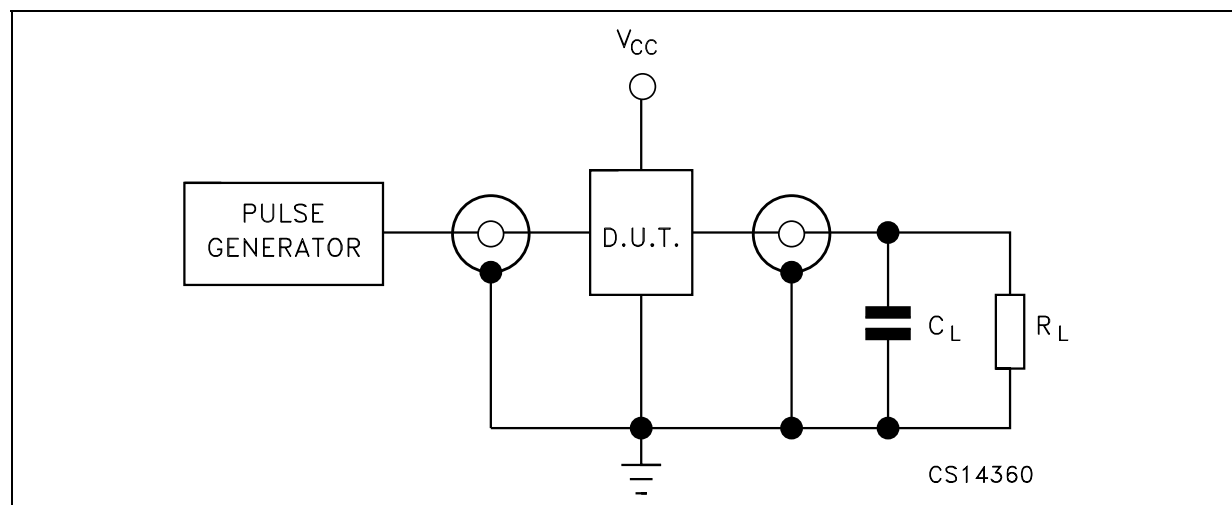 VCC
PULSE
GENERATOR
D.U.T.
CL
RL
CS14360